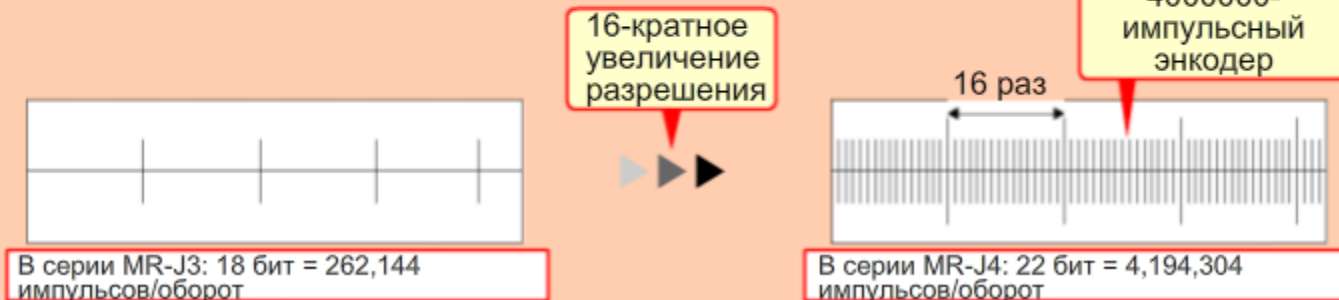 16-кратное
увеличение
разрешения
импульсный
энкодер
16 раз
В серии MR-J3: 18 бит = 262,144
импульсов/оборот
В серии MR-J4: 22 бит = 4,194,304
импульсов/оборот